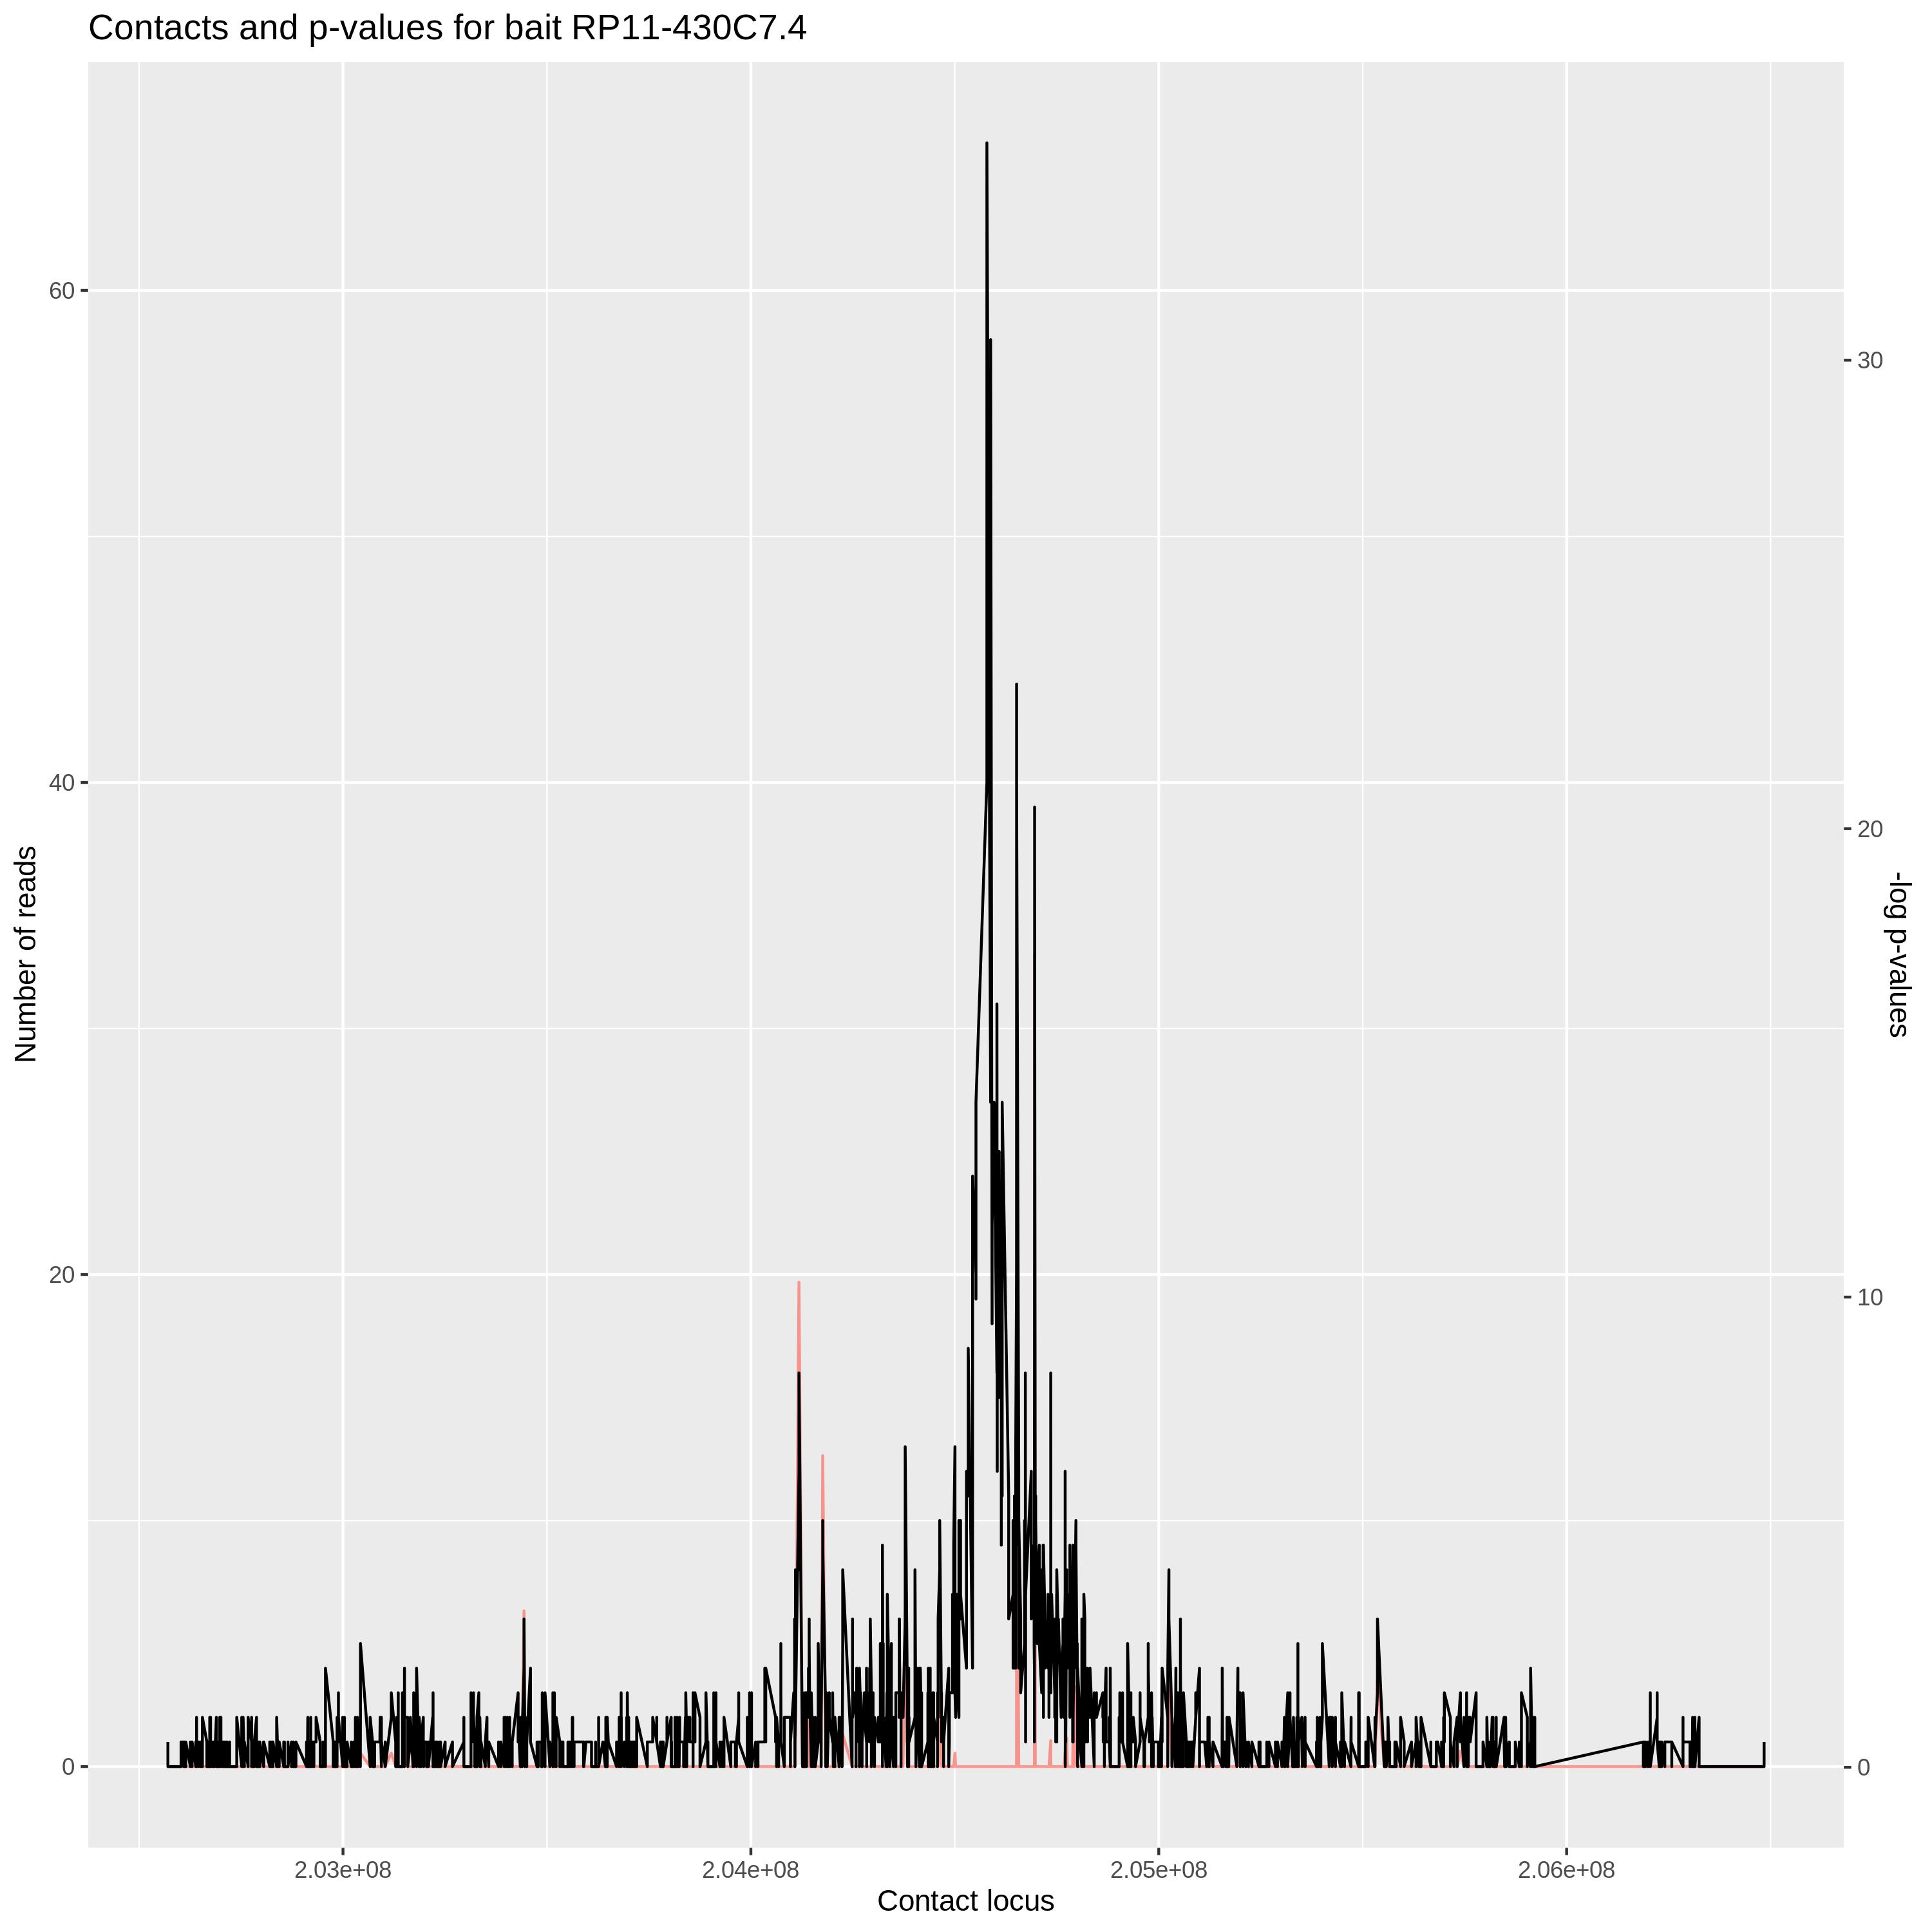 Contacts and p-values for bait RP11-430C7.4
60
40
20
0
Number of reads
30
20
10
0
-log p-values
2.03e+08
2.04e+08
2.05e+08
2.06e+08
Contact locus